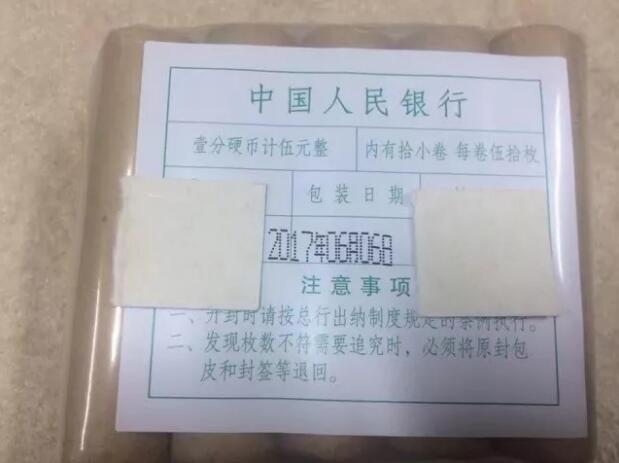 中国人民银行
壹分硬币计伍元整 内有拾小卷 每卷伍拾枚
包装日期
2017年06月06日
注意事项
一、开封时请按总行出纳制度规定的
执行。
二、发现枚数不符需要追究时，必须将原封包
皮和封签等退回。